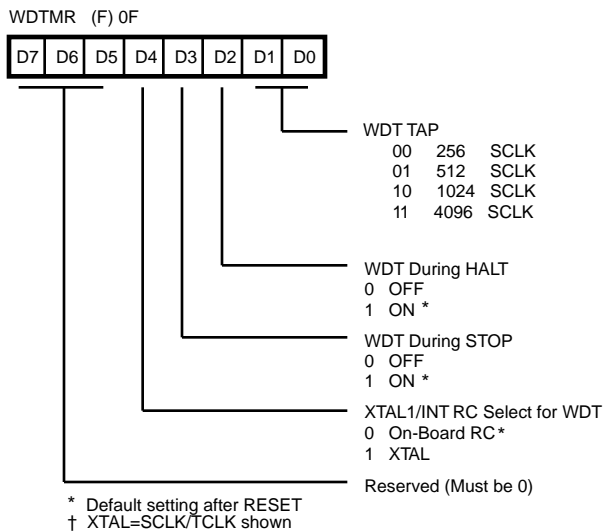 WDTMR (F) 0F
D7 D6 D5 D4 D3 D2 D1 D0
WDT TAP
00 256 SCLK
01 512 SCLK
10 1024 SCLK
11 4096 SCLK
WDT During HALT
0 OFF
1 ON *
WDT During STOP
0 OFF
1 ON *
XTAL1/INT RC Select for WDT
0 On-Board RC*
1 XTAL
Reserved (Must be 0)
* Default setting after RESET
† XTAL=SCLK/TCLK shown